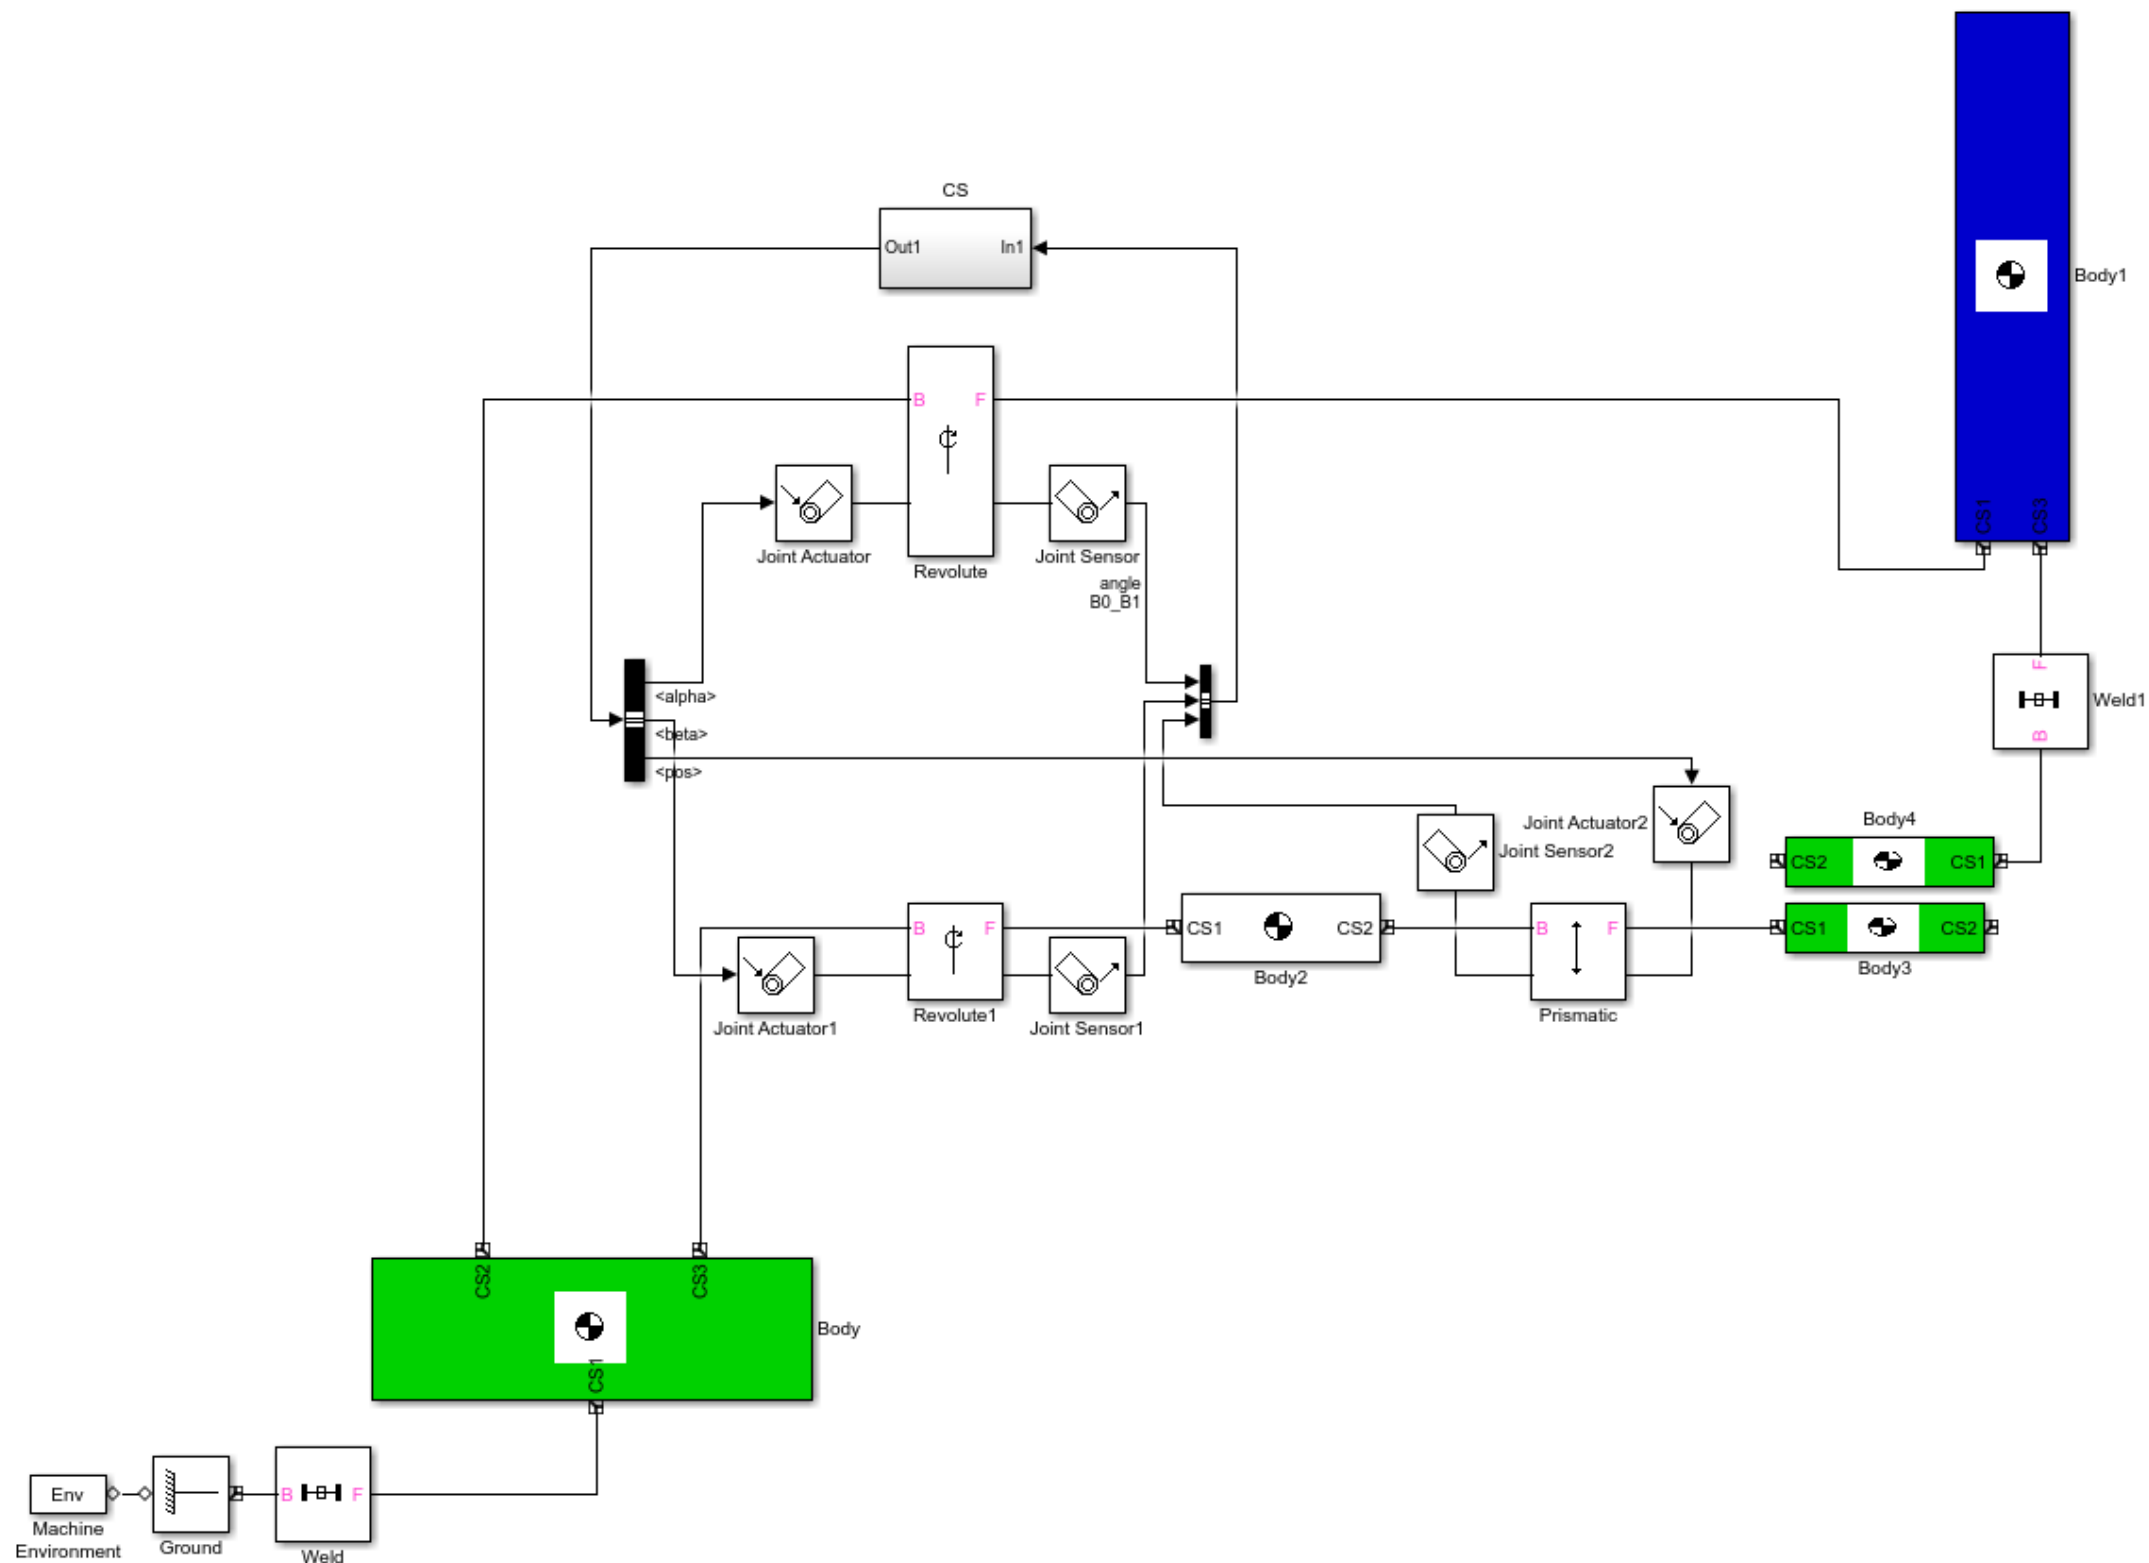 CS
Out1
In1
Body1
B
F
CS1
CS3
Joint Actuator
Revolute
Joint Sensor
angle
B0_B1
<alpha>
<beta>
<pos>
F
Weld1
B
Joint Actuator2
Joint Sensor2
Body4
CS2
CS1
B
F
CS1
CS2
Body2
B
F
CS1
CS2
Body3
Joint Actuator1
Revolute1
Joint Sensor1
Prismatic
CS2
CS3
Body
CS1
Env
B
F
Machine
Environment
Ground
Weld